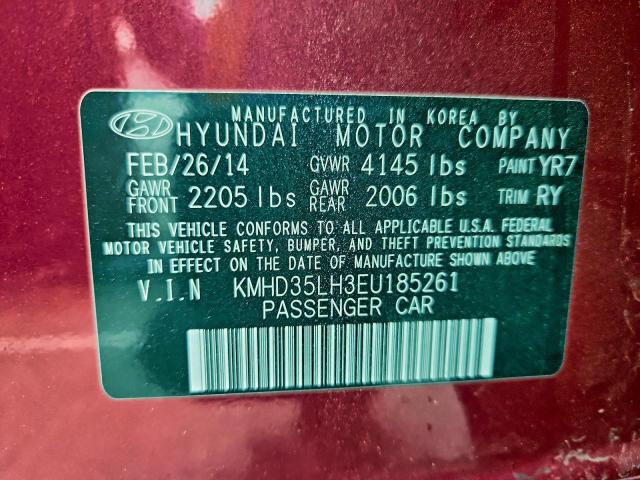 MANUFACTURED IN KOREA BY
HYUNDAI MOTOR COMPANY
FEB/26/14 GVWR 4145 lbs PAINT YR7
GAWR FRONT 2205 lbs GAWR REAR 2006 lbs TRIM RY
THIS VEHICLE CONFORMS TO ALL APPLICABLE U.S.A. FEDERAL
MOTOR VEHICLE SAFETY, BUMPER, AND THEFT PREVENTION STANDARDS
IN EFFECT ON THE DATE OF MANUFACTURE SHOWN ABOVE
V.I.N KMHD35LH3EU185261
PASSENGER CAR